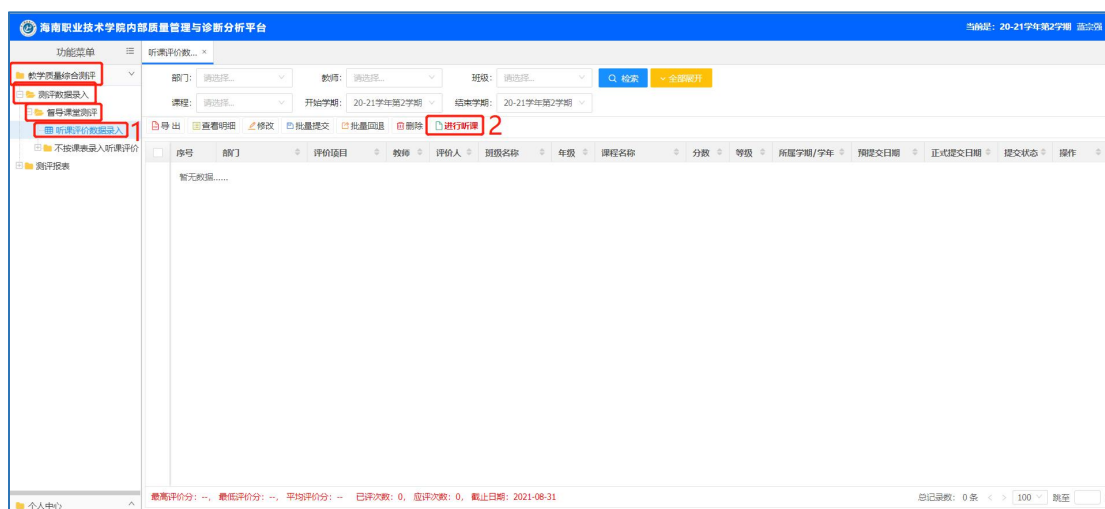 海南职业技术学院内部质量管理与诊断分析平台 当前是：20-21学年第2学期
功能菜单 听课评价数... ×
教学质量综合测评
测评数据录入
督导课堂测评
听课评价数据录入 1
不按课表录入听课评价
测评报表
部门： 请选择... 教师： 请选择... 班级： 请选择... 检索 全部展开
课程： 请选择... 开始学期： 20-21学年第2学期 结束学期： 20-21学年第2学期
导出 查看明细 修改 批量提交 批量回退 删除 进行听课 2
序号 部门 评价项目 教师 评价人 班级名称 年级 课程名称 分数 等级 所属学期/学年 预提交日期 正式提交日期 提交状态 操作
暂无数据......
最高评价分：--， 最低评价分：--， 平均评价分：-- 已评次数：0， 应评次数：0， 截止日期：2021-08-31 总记录数：0 条 < > 100 跳至
个人中心